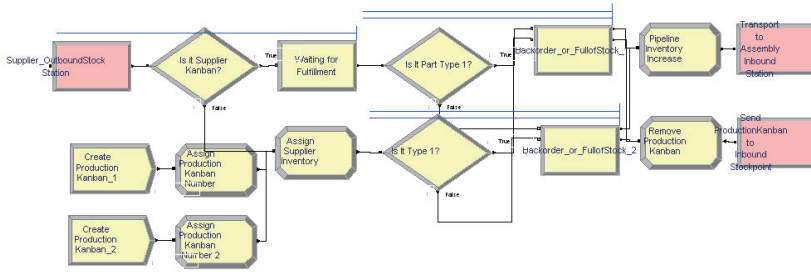 Supplier_OutboundStock
Station
Is it Supplier
Kanban?
True
False
Waiting for
Fulfillment
Is It Part Type 1?
True
False
Backorder_or_FullofStock_
Pipeline
Inventory
Increase
Transport
to
Assembly
Inbound
Station
Create
Production
Kanban_1
Assign
Production
Kanban
Number
Assign
Supplier
Inventory
Is It Type 1?
True
False
Backorder_or_FullofStock_2
Remove
Production
Kanban
Send
ProductionKanban
to
Inbound
Stockpoint
Create
Production
Kanban_2
Assign
Production
Kanban
Number 2